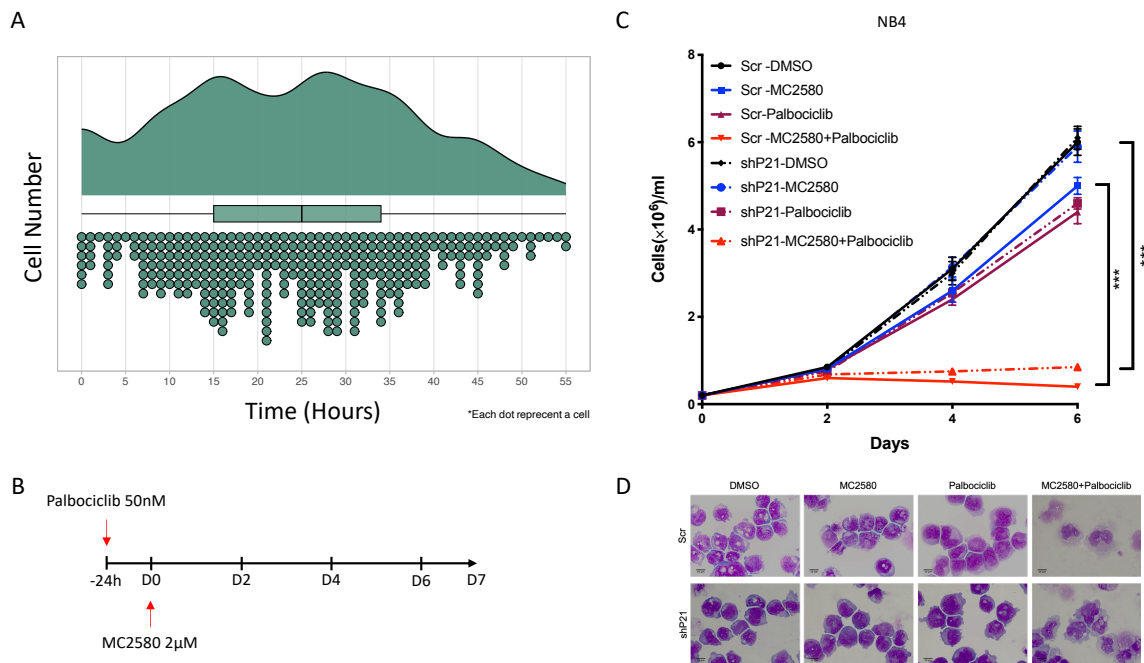 A
Cell Number
0 5 10 15 20 25 30 35 40 45 50 55
Time (Hours)
*Each dot reprecent a cell
B
Palbociclib 50nM
-24h D0 D2 D4 D6 D7
MC2580 2μM
C
NB4
Scr -DMSO
Scr -MC2580
Scr-Palbociclib
Scr -MC2580+Palbociclib
shP21-DMSO
shP21-MC2580
shP21-Palbociclib
shP21-MC2580+Palbociclib
Cells(×10⁶)/ml
8
6
4
2
0
0 2 4 6
Days
***
***
D
DMSO MC2580 Palbociclib MC2580+Palbociclib
Scr
shP21